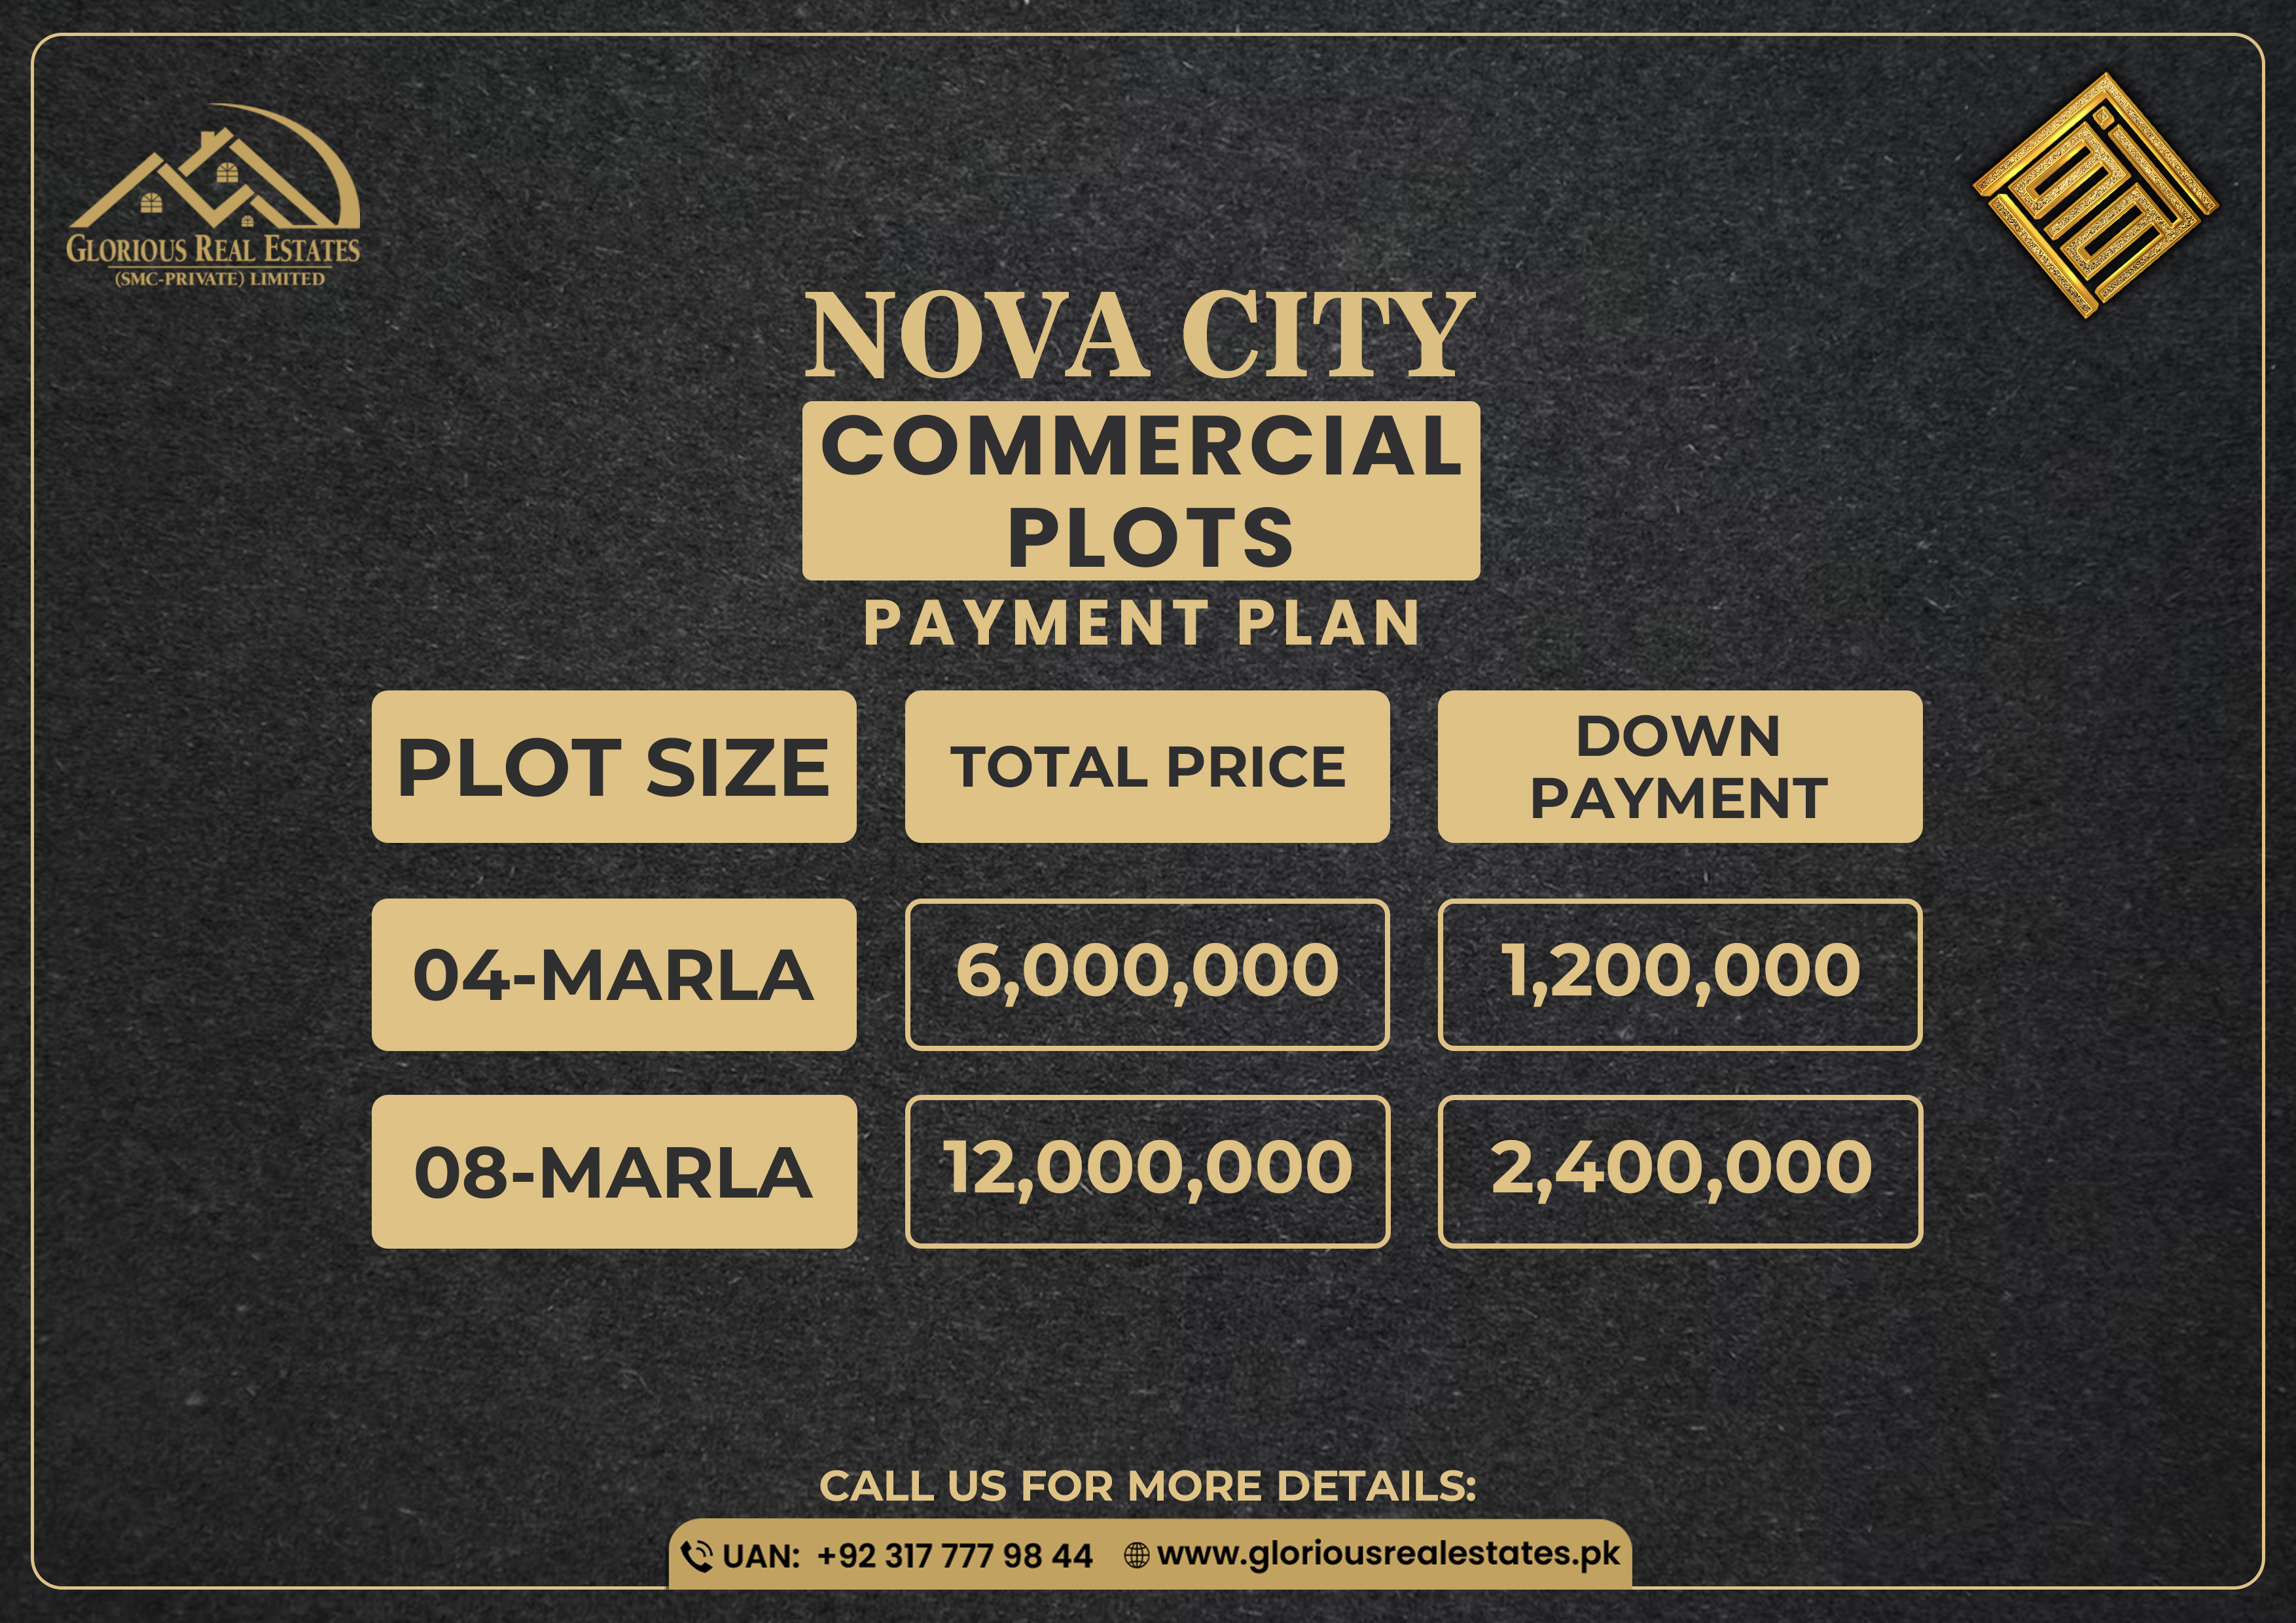 GLORIOUS REAL ESTATES
(SMC-PRIVATE) LIMITED
NOVA CITY
COMMERCIAL
PLOTS
PAYMENT PLAN
PLOT SIZE
TOTAL PRICE
DOWN
PAYMENT
04-MARLA
6,000,000
1,200,000
08-MARLA
12,000,000
2,400,000
CALL US FOR MORE DETAILS:
UAN: +92 317 777 98 44 www.gloriousrealestates.pk